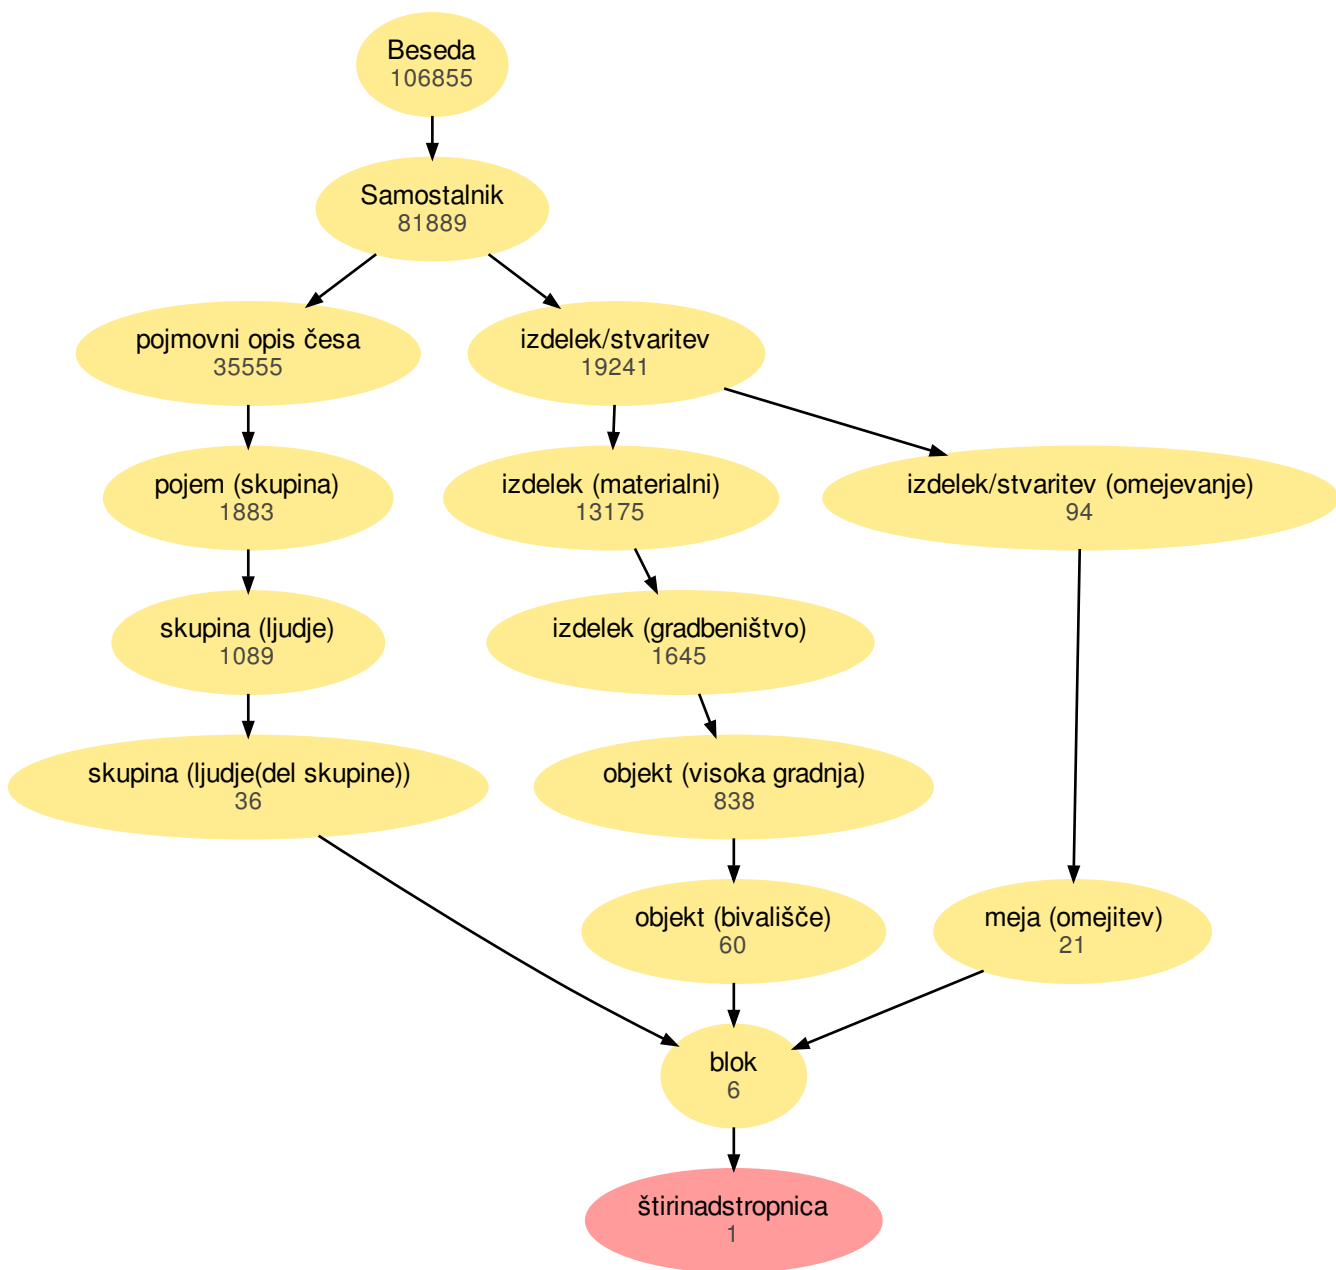 Beseda
106855
Samostalnik
81889
pojmovni opis česa
35555
izdelek/stvaritev
19241
pojem (skupina)
1883
izdelek (materialni)
13175
izdelek/stvaritev (omejevanje)
94
skupina (ljudje)
1089
izdelek (gradbeništvo)
1645
skupina (ljudje(del skupine))
36
objekt (visoka gradnja)
838
objekt (bivališče)
60
meja (omejitev)
21
blok
6
štirinadstropnica
1